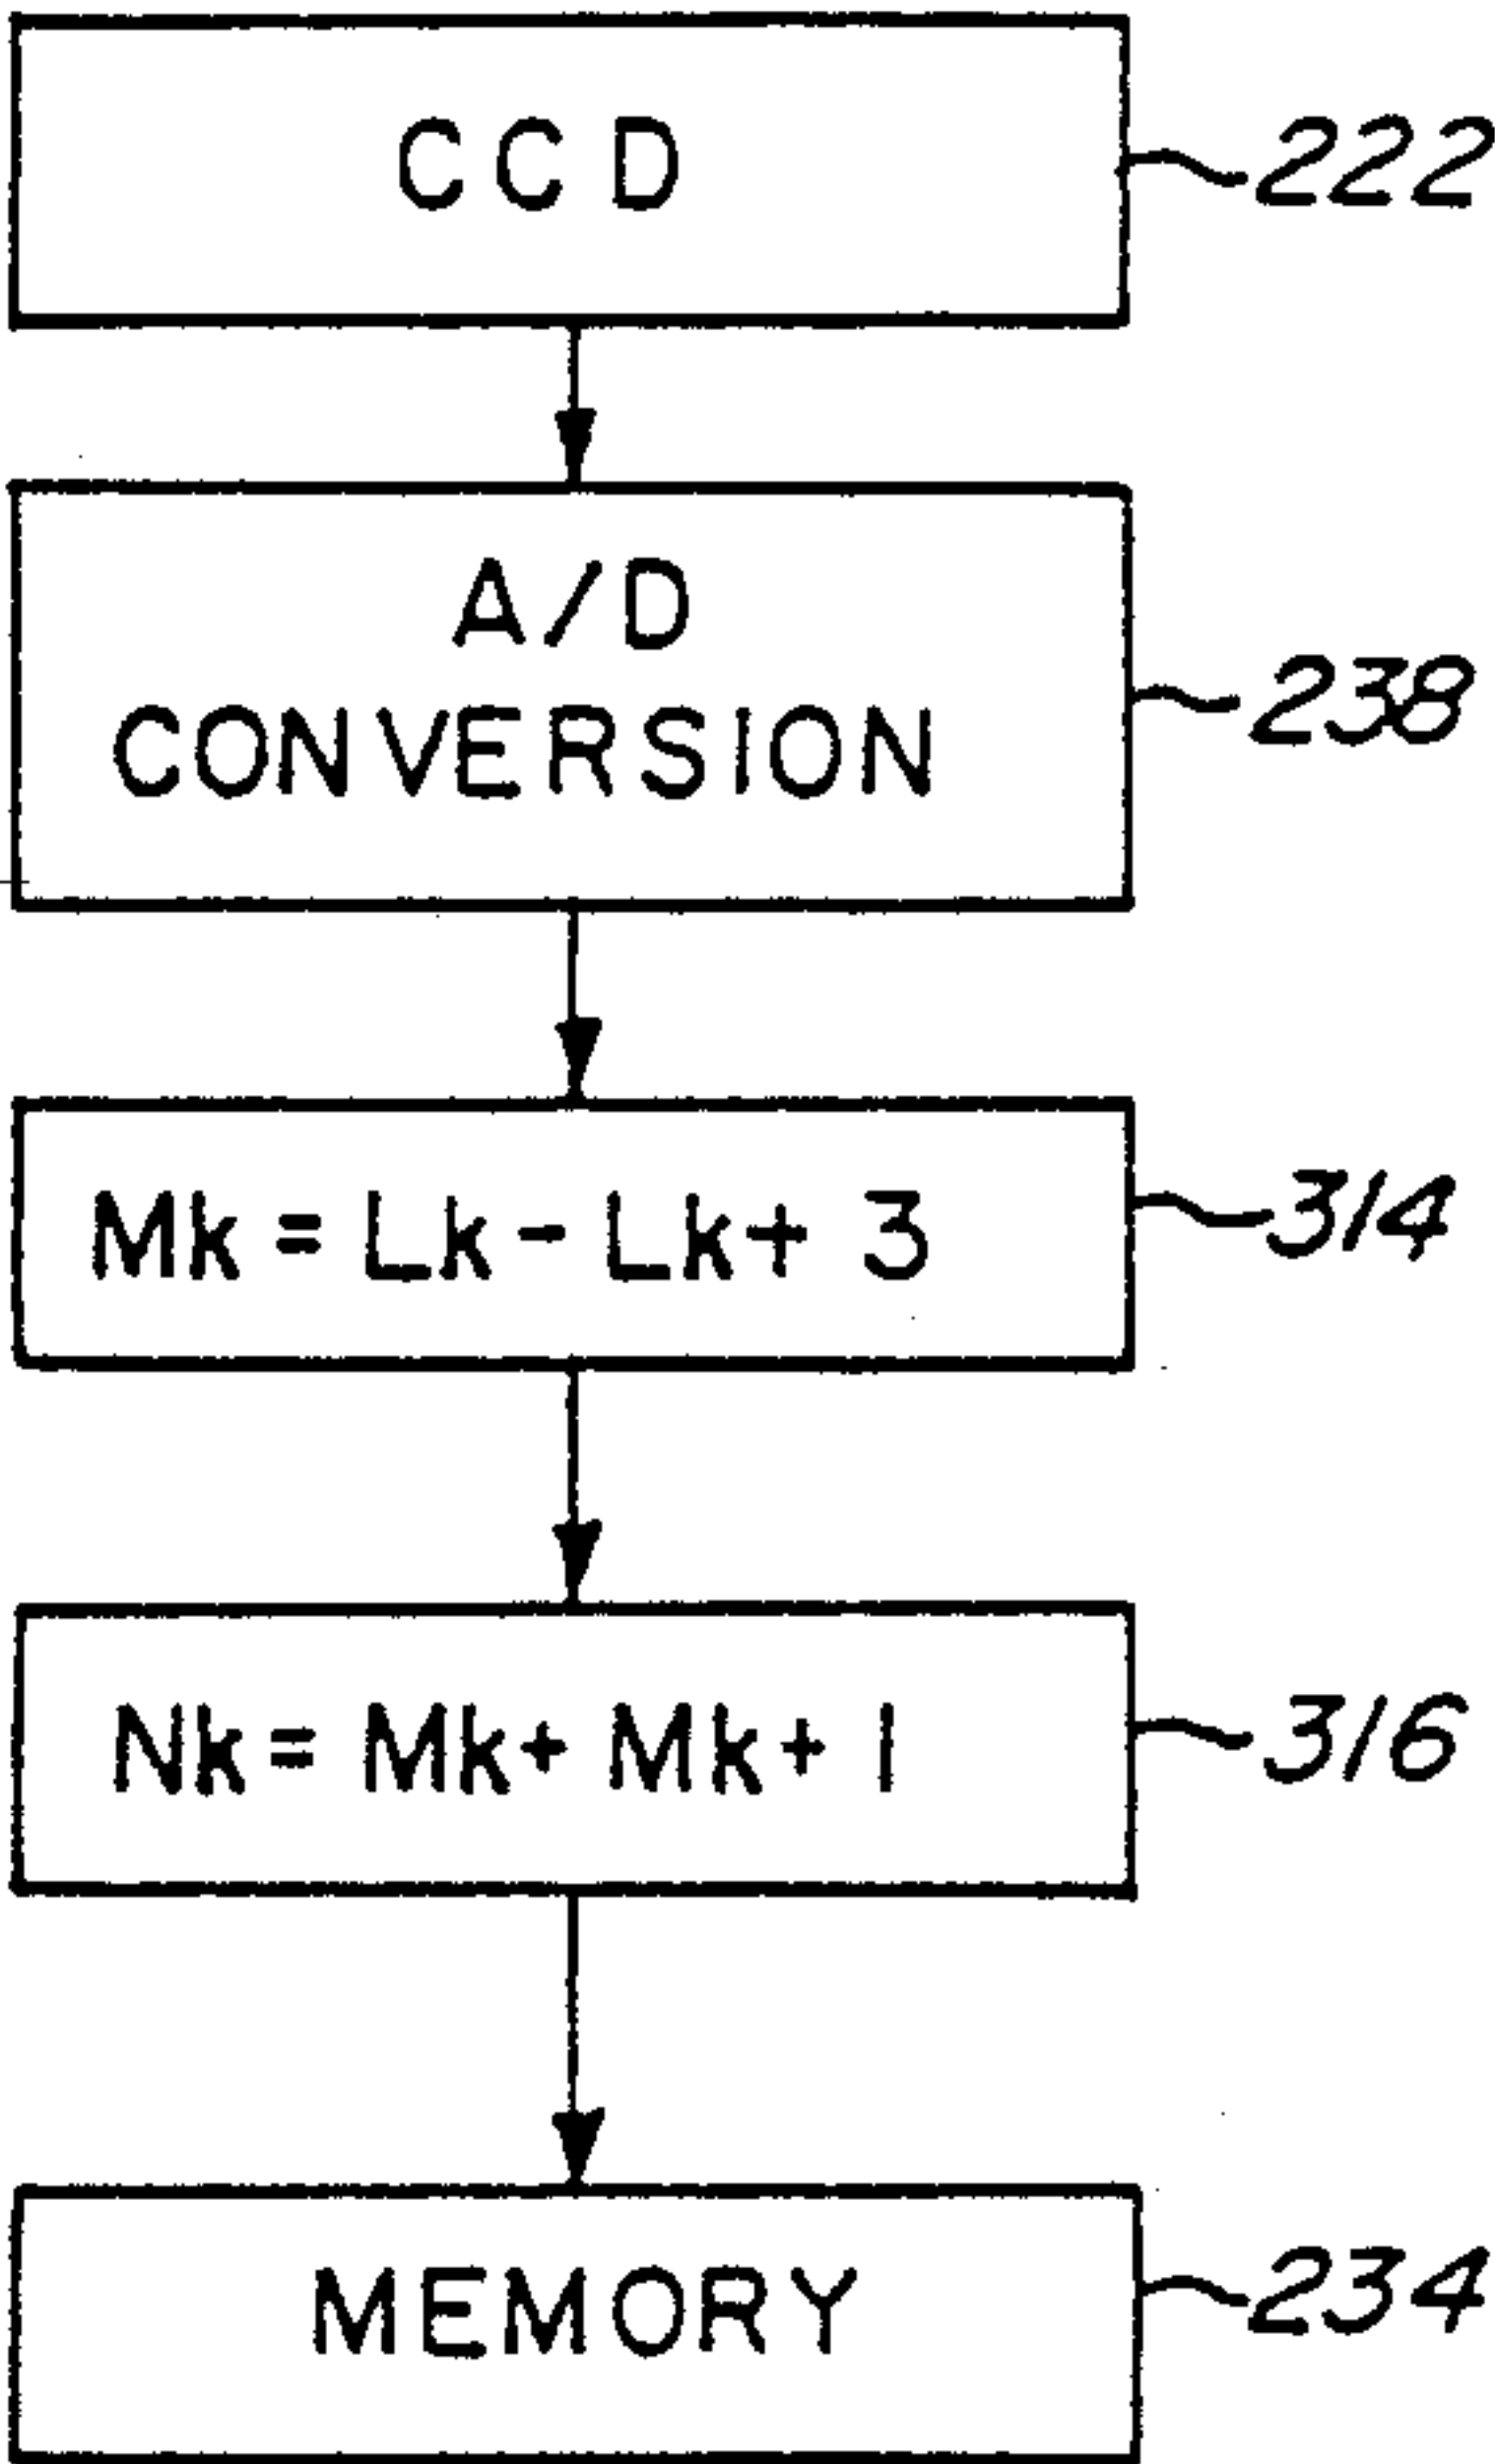 CCD
222
A/D
CONVERSION
238
Mk = Lk - Lk + 3
314
Nk = Mk + Mk + 1
316
MEMORY
234